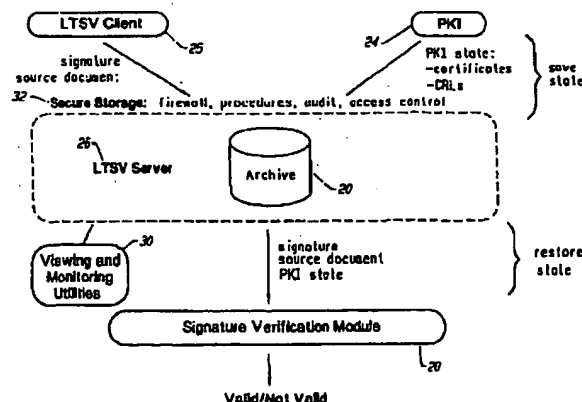 LTSV Client
25
PKI
24
signature
source document;
PKI state:
-certificates
-CRLs
save
state
32
Secure Storage: firewall, procedures, audit, access control
26
LTSV Server
Archive
20
Viewing and
Monitoring
Utilities
30
signature
source document
PKI state
restore
state
Signature Verification Module
28
Valid/Not Valid